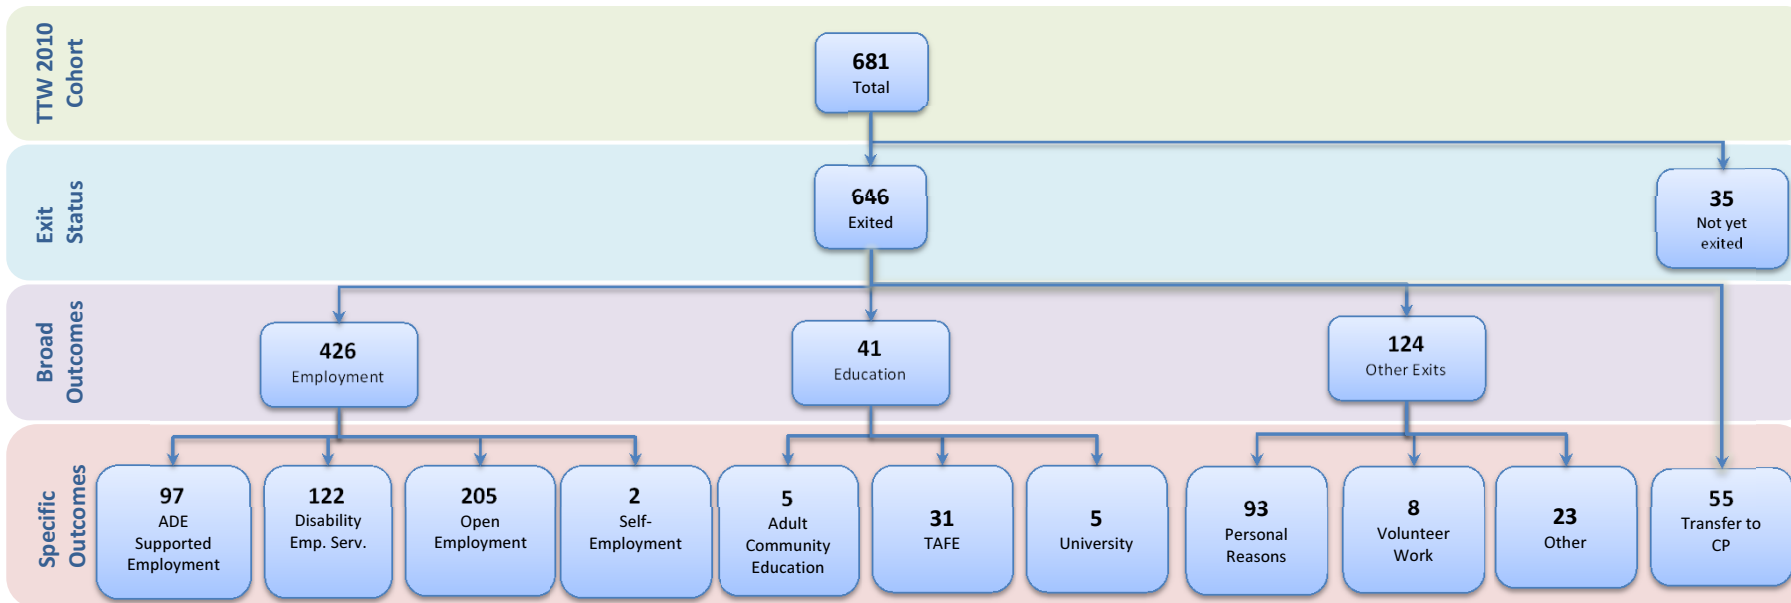 TTW 2010
Cohort
681
Total
Exit
Status
646
Exited
35
Not yet
exited
Broad
Outcomes
426
Employment
41
Education
124
Other Exits
Specific
Outcomes
97
ADE
Supported
Employment
122
Disability
Emp. Serv.
205
Open
Employment
2
Self-
Employment
5
Adult
Community
Education
31
TAFE
5
University
93
Personal
Reasons
8
Volunteer
Work
23
Other
55
Transfer to
CP